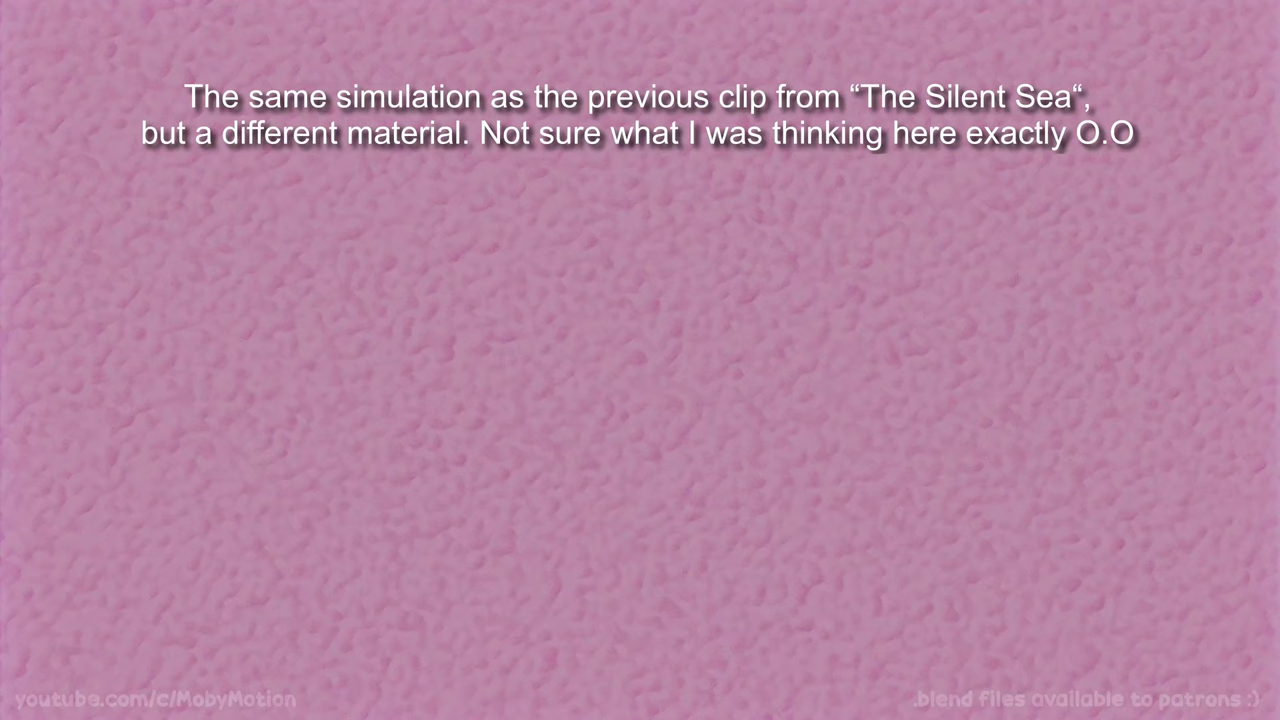 The same simulation as the previous clip from “The Silent Sea“,
but a different material. Not sure what I was thinking here exactly O.O
youtube.com/c/MobyMotion
.blend files available to patrons :)